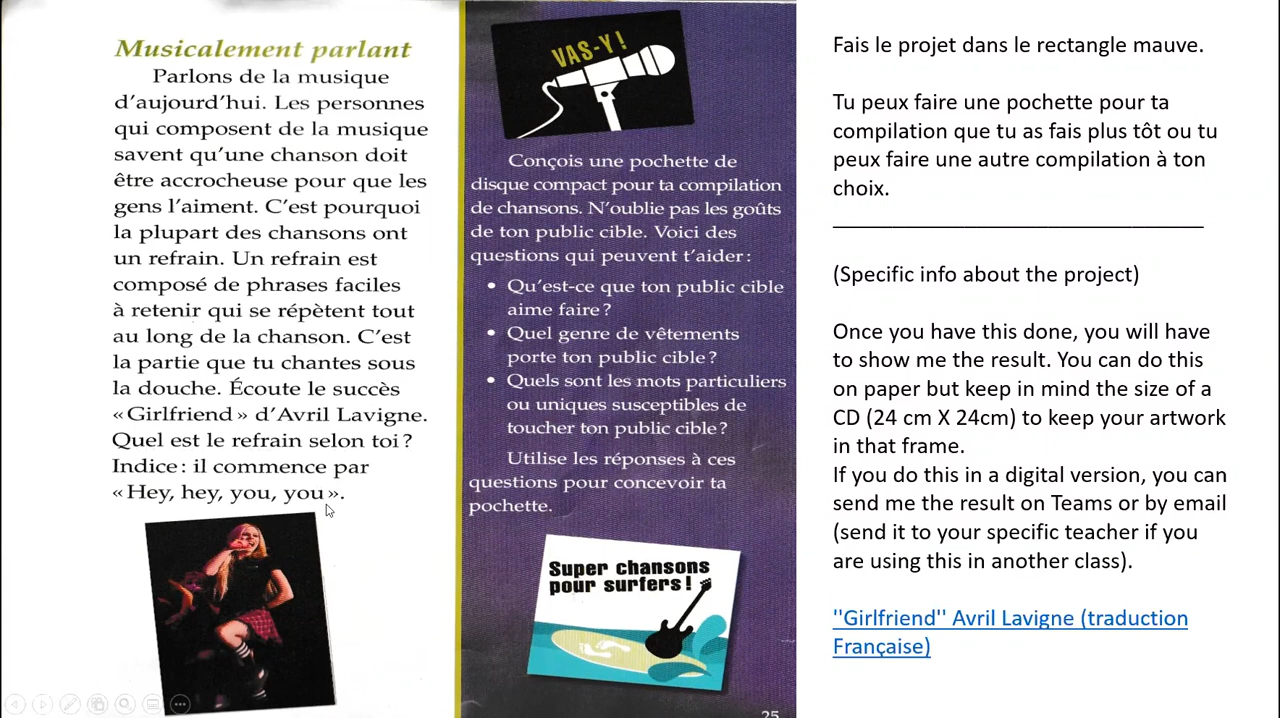 Musicalement parlant
Parlons de la musique
d'aujourd'hui. Les personnes
qui composent de la musique
savent qu'une chanson doit
être accrocheuse pour que les
gens l'aiment. C'est pourquoi
la plupart des chansons ont
un refrain. Un refrain est
composé de phrases faciles
à retenir qui se répètent tout
au long de la chanson. C'est
la partie que tu chantes sous
la douche. Écoute le succès
« Girlfriend » d'Avril Lavigne.
Quel est le refrain selon toi ?
Indice : il commence par
« Hey, hey, you, you ».
VAS-Y !
Conçois une pochette de
disque compact pour ta compilation
de chansons. N'oublie pas les goûts
de ton public cible. Voici des
questions qui peuvent t'aider :
• Qu'est-ce que ton public cible
aime faire ?
• Quel genre de vêtements
porte ton public cible ?
• Quels sont les mots particuliers
ou uniques susceptibles de
toucher ton public cible ?
Utilise les réponses à ces
questions pour concevoir ta
pochette.
Super chansons
pour surfers !
25
Fais le projet dans le rectangle mauve.
Tu peux faire une pochette pour ta
compilation que tu as fais plus tôt ou tu
peux faire une autre compilation à ton
choix.
(Specific info about the project)
Once you have this done, you will have
to show me the result. You can do this
on paper but keep in mind the size of a
CD (24 cm X 24cm) to keep your artwork
in that frame.
If you do this in a digital version, you can
send me the result on Teams or by email
(send it to your specific teacher if you
are using this in another class).
''Girlfriend'' Avril Lavigne (traduction
Française)